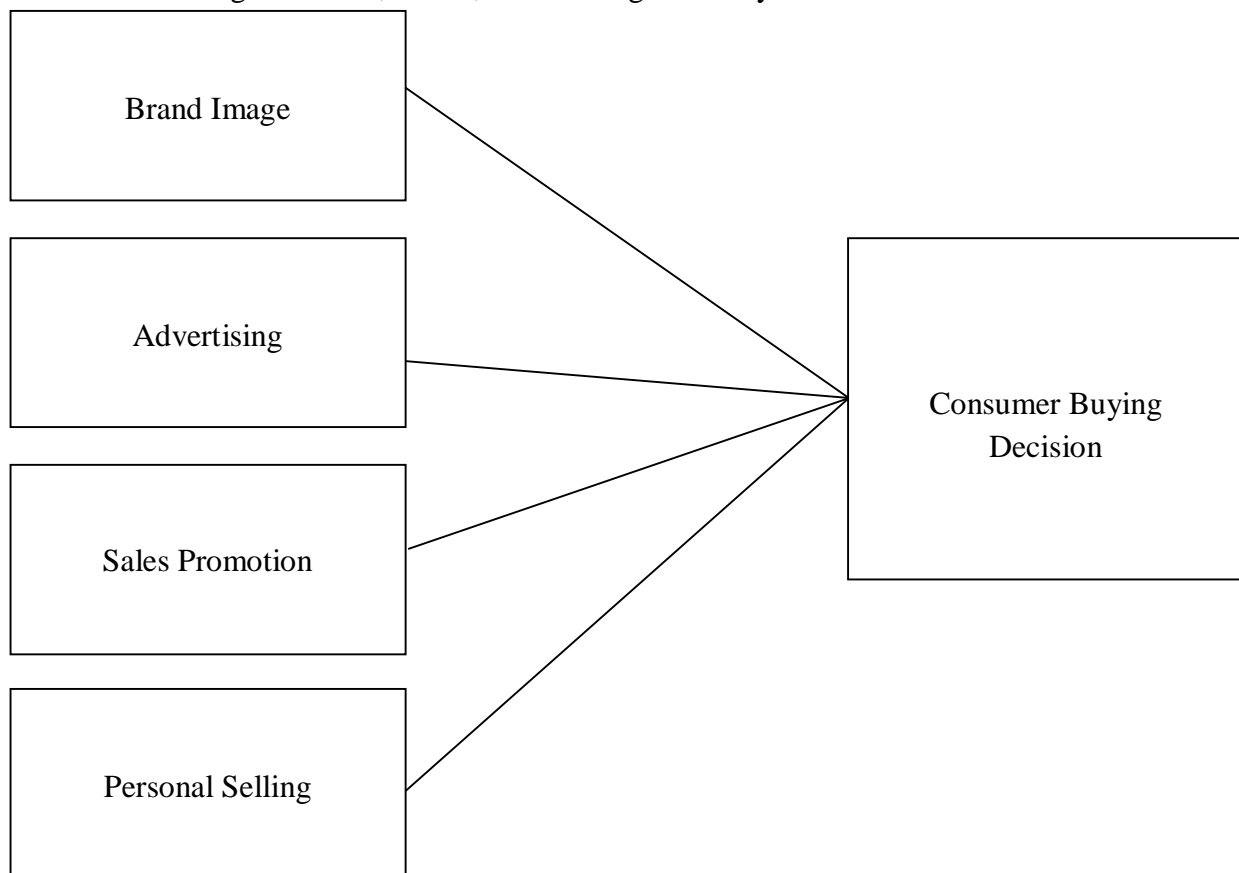 Brand Image
Advertising
Consumer Buying
Decision
Sales Promotion
Personal Selling